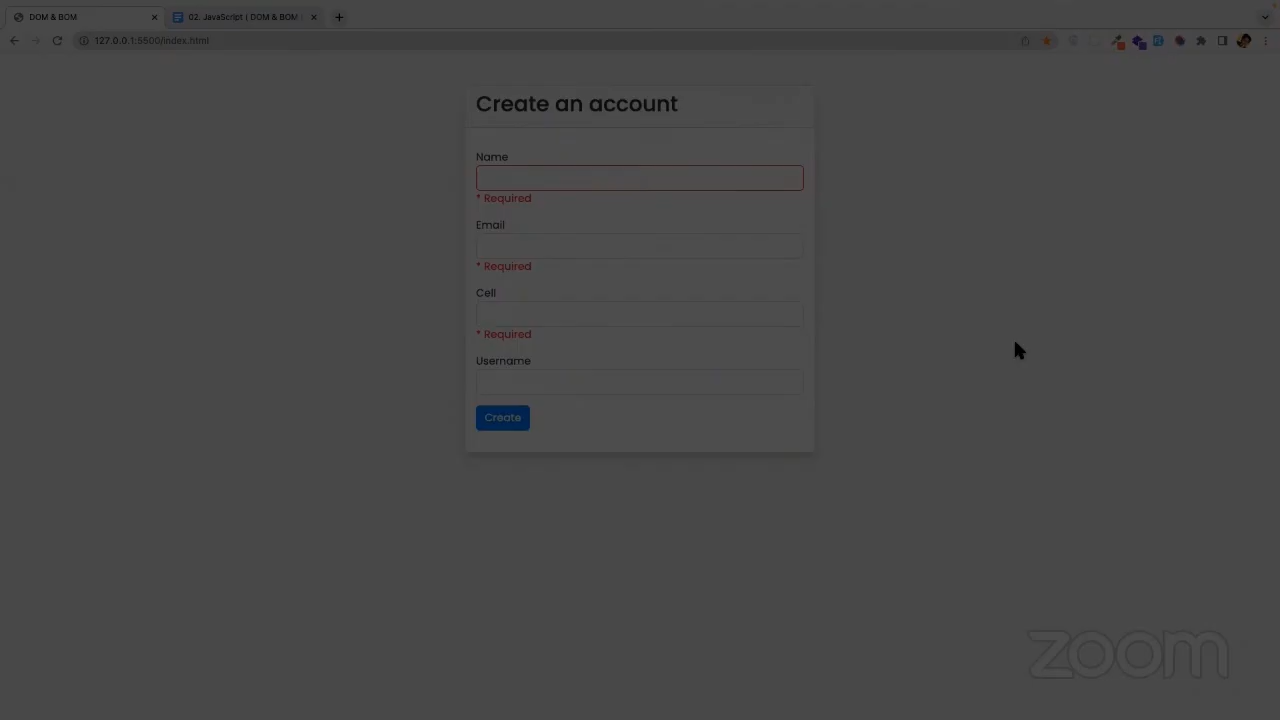 DOM & BOM
02. JavaScript ( DOM & BOM
127.0.0.1:5500/index.html
Create an account
Name
* Required
Email
* Required
Cell
* Required
Username
Create
zoom